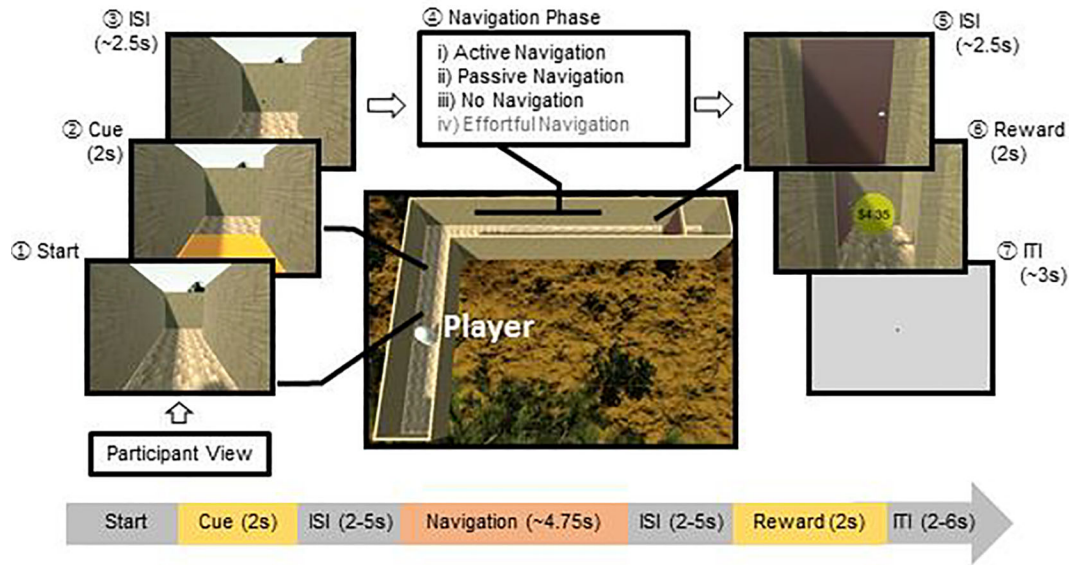 ③ ISI
(~2.5s)
④ Navigation Phase
i) Active Navigation
ii) Passive Navigation
iii) No Navigation
iv) Effortful Navigation
⑤ ISI
(~2.5s)
② Cue
(2s)
⑥ Reward
(2s)
$4.35
① Start
⑦ ITI
(~3s)
Player
Participant View
Start
Cue (2s)
ISI (2-5s)
Navigation (~4.75s)
ISI (2-5s)
Reward (2s)
ITI (2-6s)